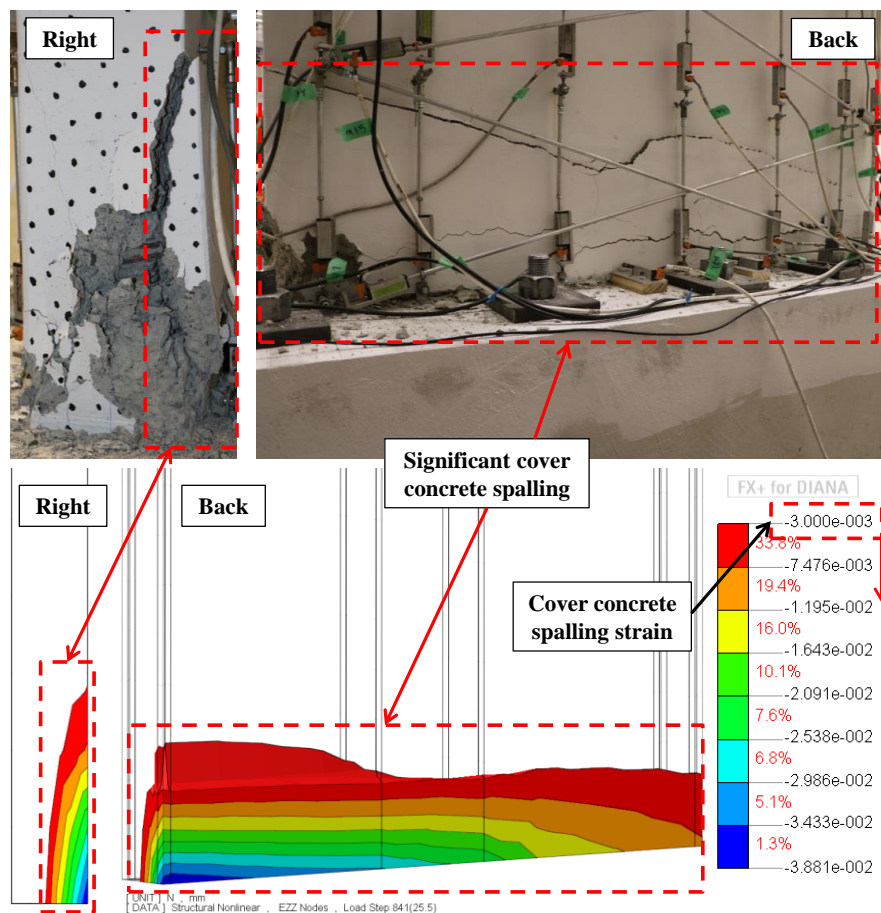 Right
Back
Significant cover
concrete spalling
Right
Back
FX+ for DIANA
Cover concrete
spalling strain
-3.000e-003
33.8%
-7.476e-003
19.4%
-1.195e-002
16.0%
-1.643e-002
10.1%
-2.091e-002
7.6%
-2.538e-002
6.8%
-2.986e-002
5.1%
-3.433e-002
1.3%
-3.881e-002
[ UNIT ] N , mm
[ DATA ] Structural Nonlinear , EZZ Nodes , Load Step 841(25.5)